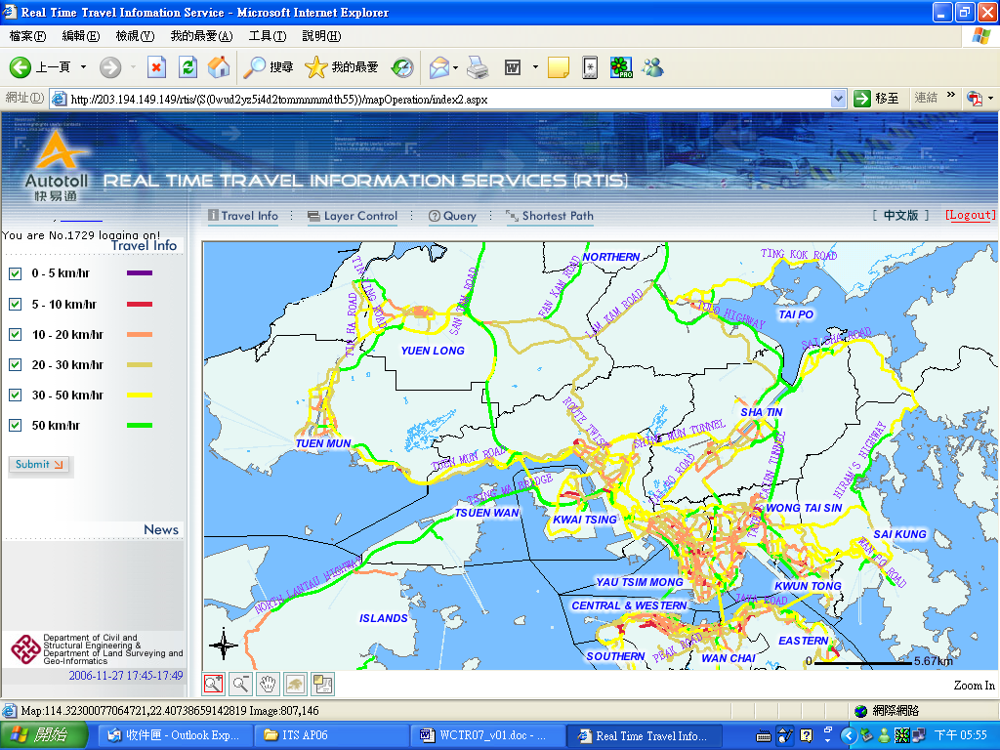 Real Time Travel Infomation Service - Microsoft Internet Explorer
檔案(F) 編輯(E) 檢視(V) 我的最愛(A) 工具(T) 說明(H)
上一頁 搜尋 我的最愛
網址(D) http://203.194.149.149/rtis/(S(0wud2yz5i4d2tommnmmdth55))/mapOperation/index2.aspx 移至 連結 »
Autotoll
快易通
REAL TIME TRAVEL INFORMATION SERVICES (RTIS)
Travel Info Layer Control Query Shortest Path [ 中文版 ] [Logout]
You are No.1729 logging on!
Travel Info
0 - 5 km/hr
5 - 10 km/hr
10 - 20 km/hr
20 - 30 km/hr
30 - 50 km/hr
50 km/hr
Submit
News
Department of Civil and
Structural Engineering &
Department of Land Surveying and
Geo-Informatics
2006-11-27 17:45-17:49
NORTHERN
TING KOK ROAD
TIN YING ROAD
SAN TAM ROAD
FAN KAM ROAD
LAM KAM ROAD
TOLO HIGHWAY
TAI PO
TIN HA ROAD
YUEN LONG
SAI SHA ROAD
ROUTE TWI
SHA TIN
SHING MUN TUNNEL
TUEN MUN
TUEN MUN ROAD
HIRAM'S HIGHWAY
TSING MA BRIDGE
TSUEN WAN
KWAI TSING
TAI PO ROAD
WONG TAI SIN
SAI KUNG
WAN PO ROAD
NORTH LANTAU HIGHWAY
YAU TSIM MONG
KWUN TONG
CENTRAL & WESTERN
JAVA ROAD
ISLANDS
EASTERN
PEAK ROAD
SOUTHERN
WAN CHAI
0 5.67km
Zoom In
Map:114.32300077064721,22.40738659142819 Image:807,146 網際網路
開始 收件匣 - Outlook Exp... ITS AP06 WCTR07_v01.doc - ... Real Time Travel Info... 下午 05:55